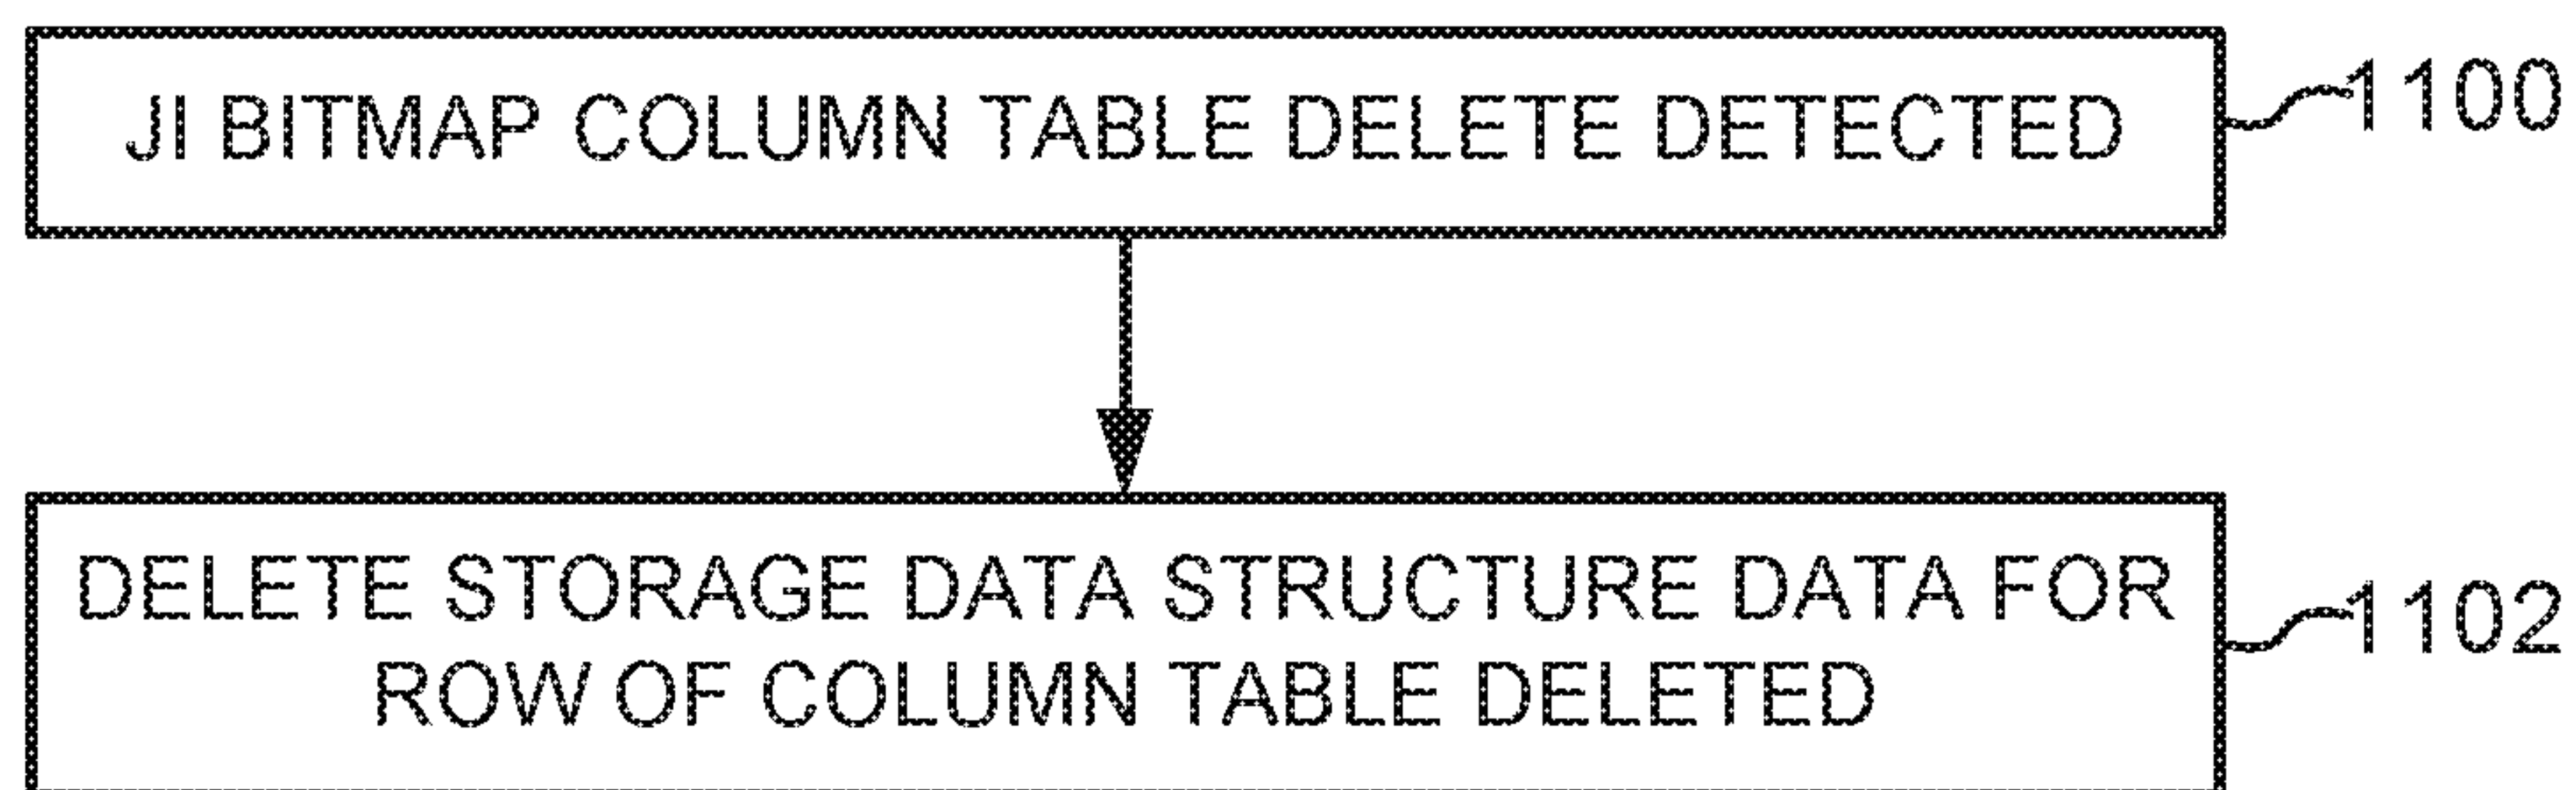 JI BITMAP COLUMN TABLE DELETE DETECTED
1100
DELETE STORAGE DATA STRUCTURE DATA FOR
ROW OF COLUMN TABLE DELETED
1102